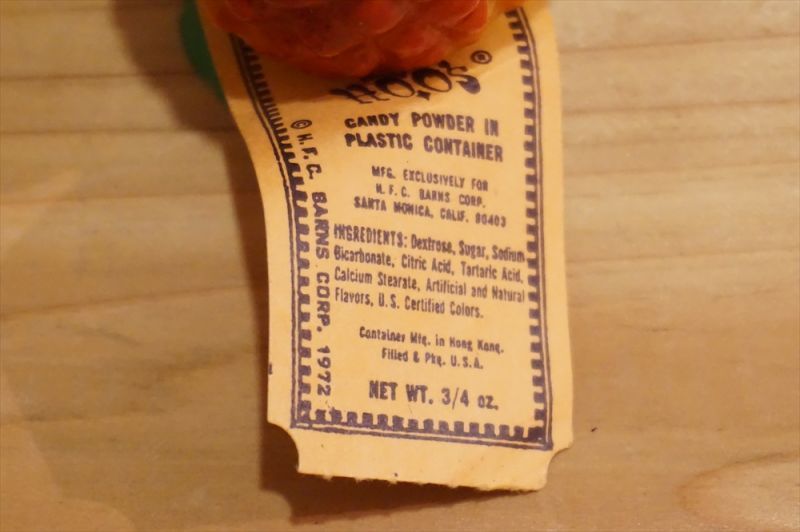 ®
CANDY POWDER IN
PLASTIC CONTAINER
MFG. EXCLUSIVELY FOR
H. F. C. BARNS CORP.
SANTA MONICA, CALIF. 90403
INGREDIENTS: Dextrose, Sugar, Sodium
Bicarbonate, Citric Acid, Tartaric Acid,
Calcium Stearate, Artificial and Natural
Flavors, U.S. Certified Colors.
Container Mfg. in Hong Kong.
Filled & Pkg. U.S.A.
NET WT. 3/4 oz.
© H. F. C. BARNS CORP. 1972